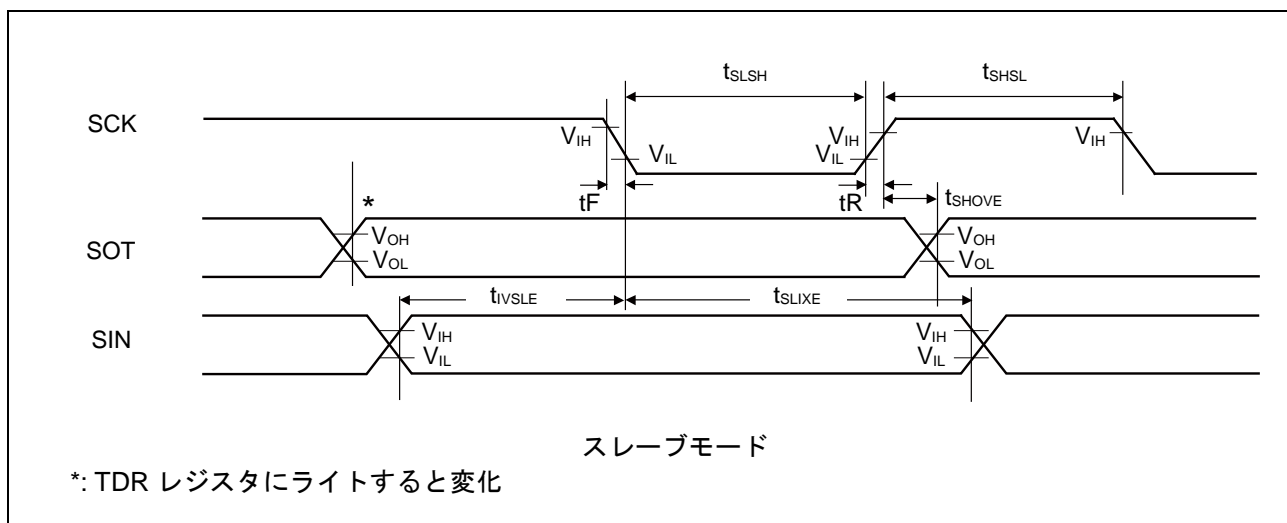 tSLSH
tSHSL
SCK
VIH
VIL
VIH
VIL
VIH
tF
tR
tSHOVE
*
SOT
VOH
VOL
VOH
VOL
tIVSLE
tSLIXE
SIN
VIH
VIL
VIH
VIL
スレーブモード
*: TDR レジスタにライトすると変化